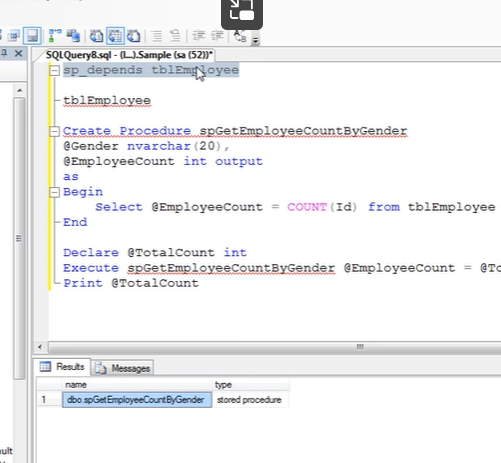 SQLQuery8.sql - (l...).Sample (sa (52))*
sp_depends tblEmployee
tblEmployee
Create Procedure spGetEmployeeCountByGender
@Gender nvarchar(20),
@EmployeeCount int output
as
Begin
Select @EmployeeCount = COUNT(Id) from tblEmployee
End
Declare @TotalCount int
Execute spGetEmployeeCountByGender @EmployeeCount = @To
Print @TotalCount
Results Messages
name type
1 dbo.spGetEmployeeCountByGender stored procedure
ault